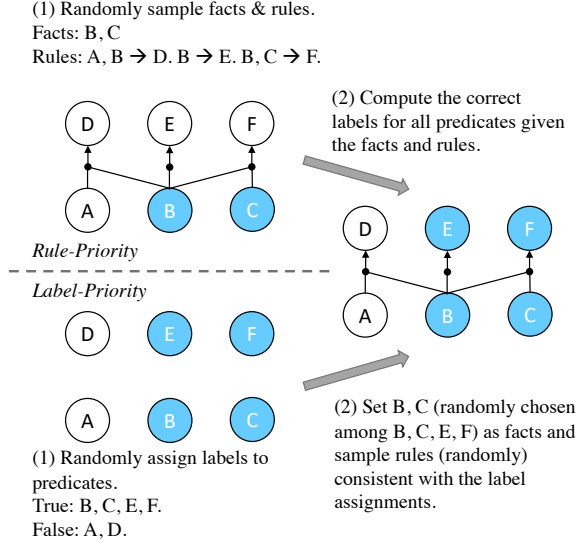 (1) Randomly sample facts & rules.
Facts: B, C
Rules: A, B → D. B → E. B, C → F.
D E F
A B C
Rule-Priority
(2) Compute the correct
labels for all predicates given
the facts and rules.
D E F
A B C
Label-Priority
D E F
A B C
(1) Randomly assign labels to
predicates.
True: B, C, E, F.
False: A, D.
(2) Set B, C (randomly chosen
among B, C, E, F) as facts and
sample rules (randomly)
consistent with the label
assignments.